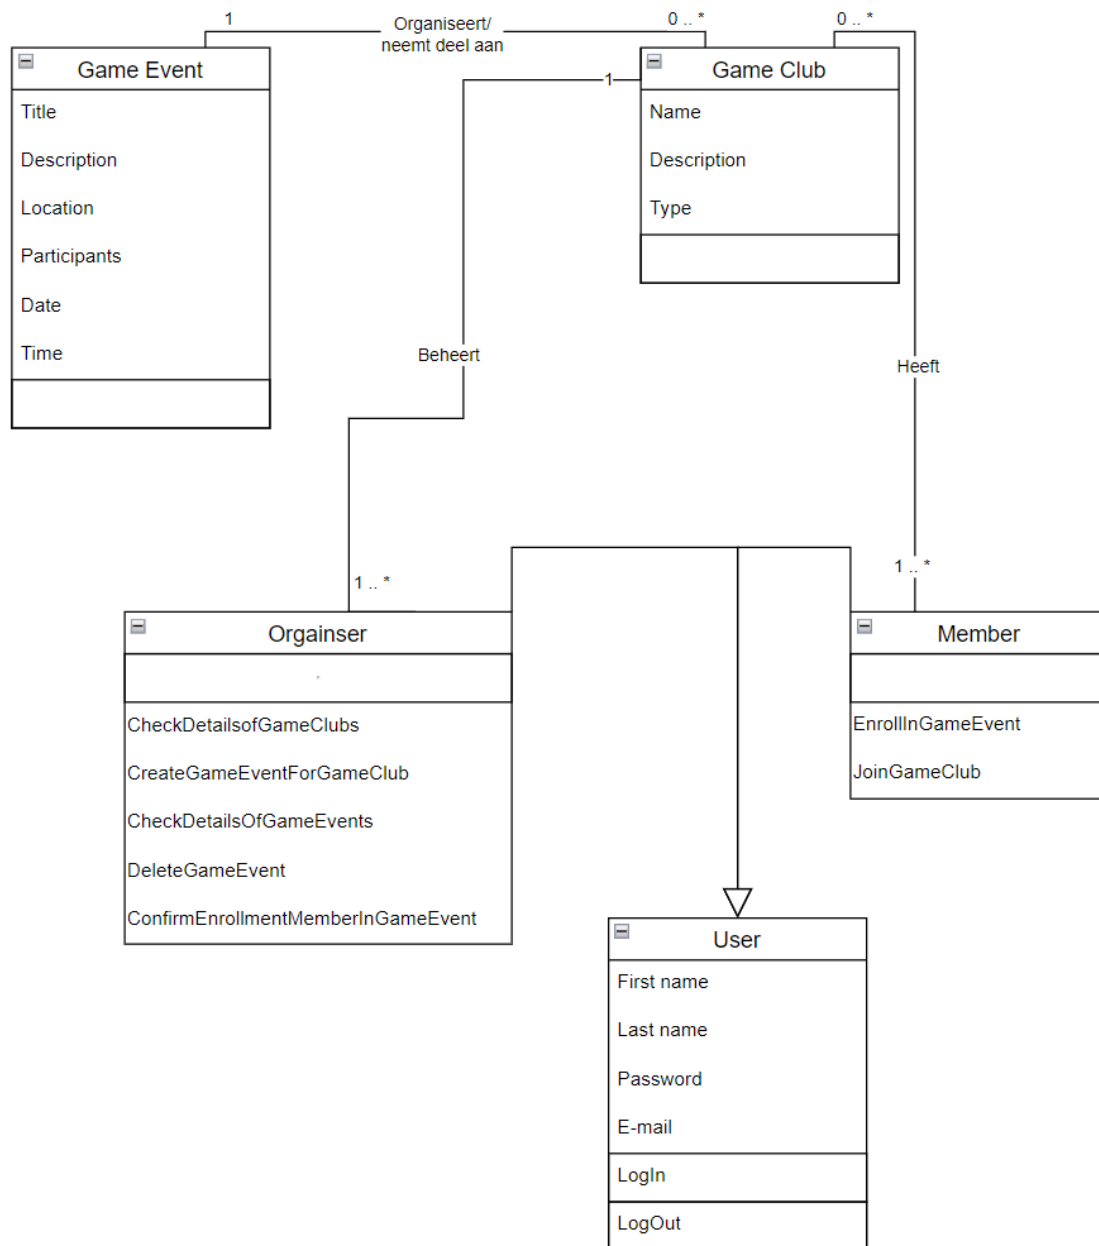 1
Organiseert/
neemt deel aan
0 .. *
0 .. *
Game Event
Title
Description
Location
Participants
Date
Time
1
Game Club
Name
Description
Type
Beheert
Heeft
1 .. *
1 .. *
Orgainser
CheckDetailsofGameClubs
CreateGameEventForGameClub
CheckDetailsOfGameEvents
DeleteGameEvent
ConfirmEnrollmentMemberInGameEvent
Member
EnrollInGameEvent
JoinGameClub
User
First name
Last name
Password
E-mail
LogIn
LogOut